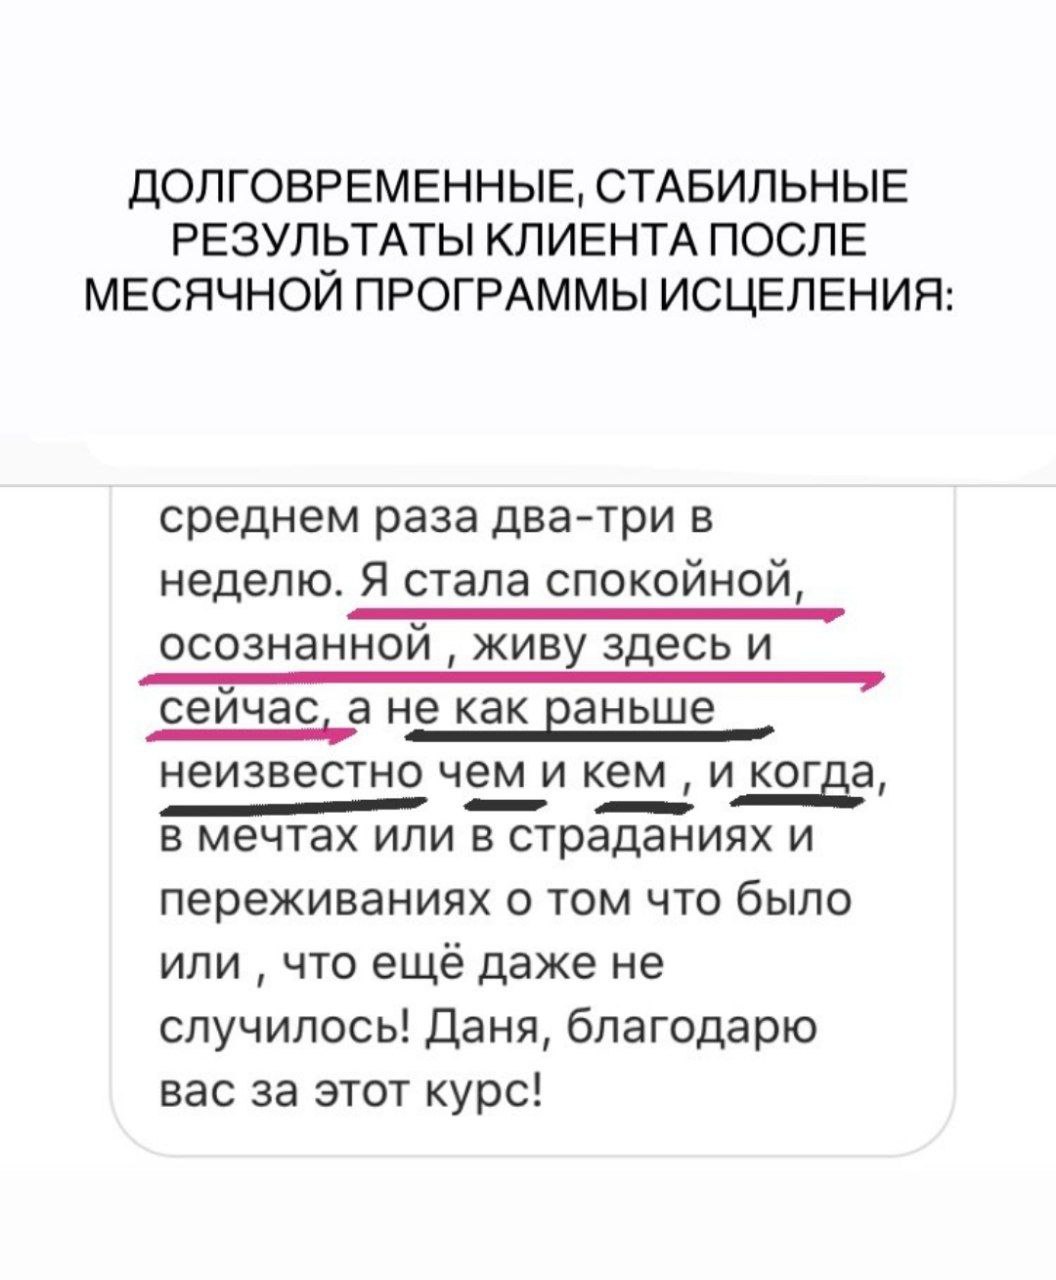 ДОЛГОВРЕМЕННЫЕ, СТАБИЛЬНЫЕ
РЕЗУЛЬТАТЫ КЛИЕНТА ПОСЛЕ
МЕСЯЧНОЙ ПРОГРАММЫ ИСЦЕЛЕНИЯ:
среднем раза два-три в
неделю. Я стала спокойной,
осознанной , живу здесь и
сейчас, а не как раньше
неизвестно чем и кем , и когда,
в мечтах или в страданиях и
переживаниях о том что было
или , что ещё даже не
случилось! Даня, благодарю
вас за этот курс!